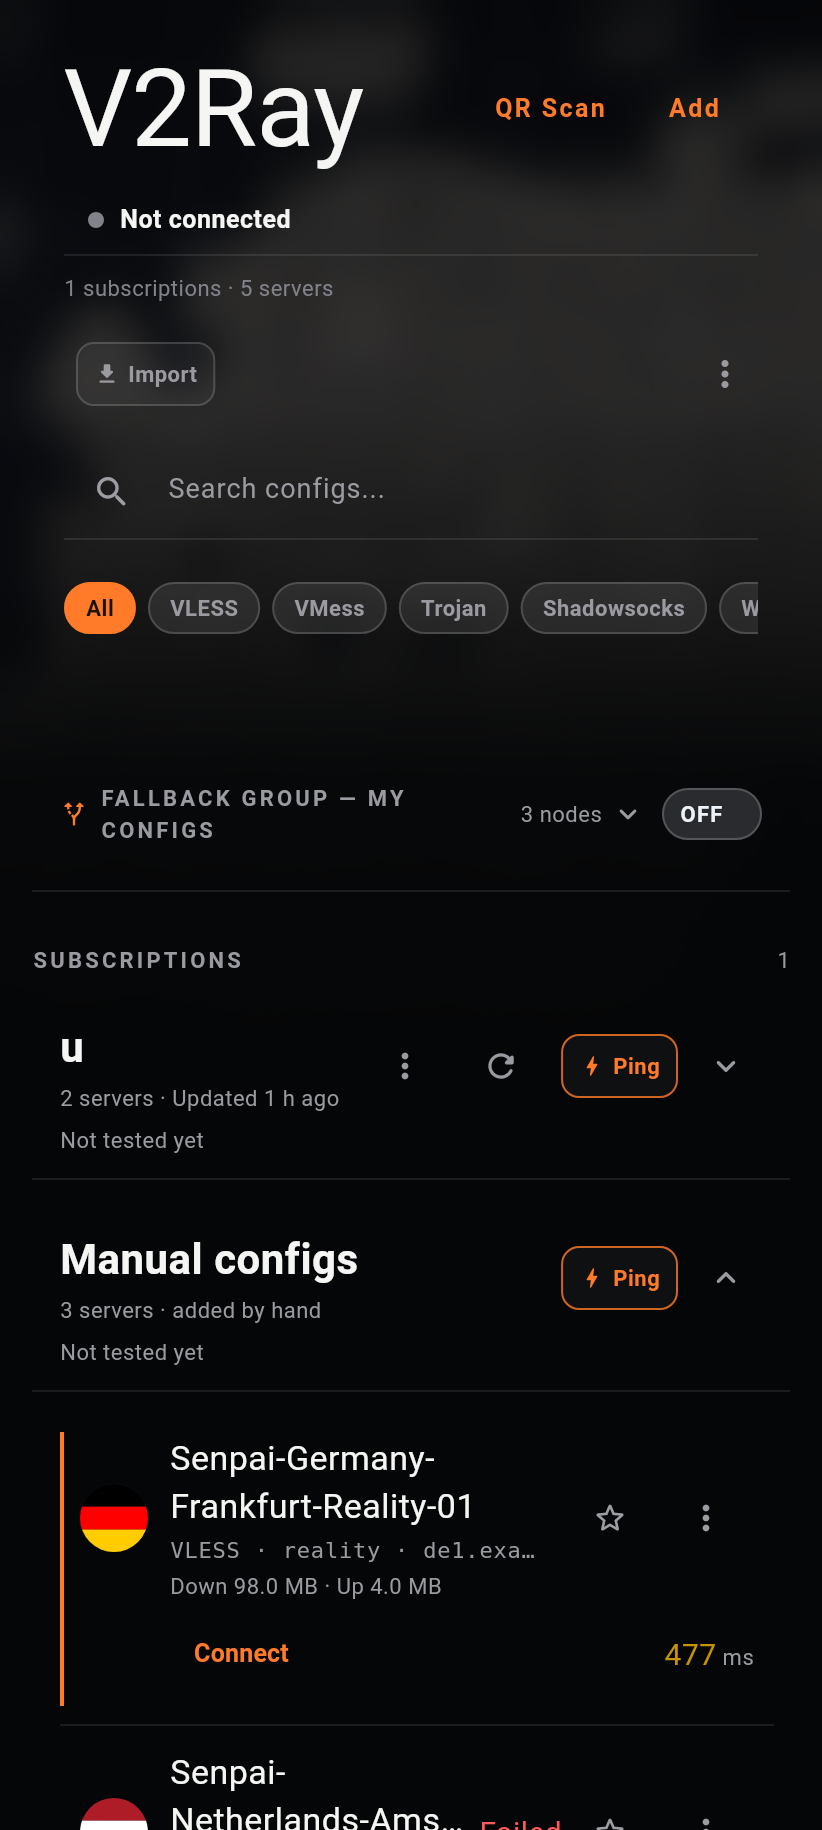 V2Ray
QR Scan
Add
Not connected
1 subscriptions · 5 servers
Import
Search configs...
All
VLESS
VMess
Trojan
Shadowsocks
W
FALLBACK GROUP — MY
CONFIGS
3 nodes
OFF
SUBSCRIPTIONS
1
u
2 servers · Updated 1 h ago
Not tested yet
Ping
Manual configs
3 servers · added by hand
Not tested yet
Ping
Senpai-Germany-
Frankfurt-Reality-01
VLESS · reality · de1.exa…
Down 98.0 MB · Up 4.0 MB
Connect
477 ms
Senpai-
Netherlands-Ams…
Failed